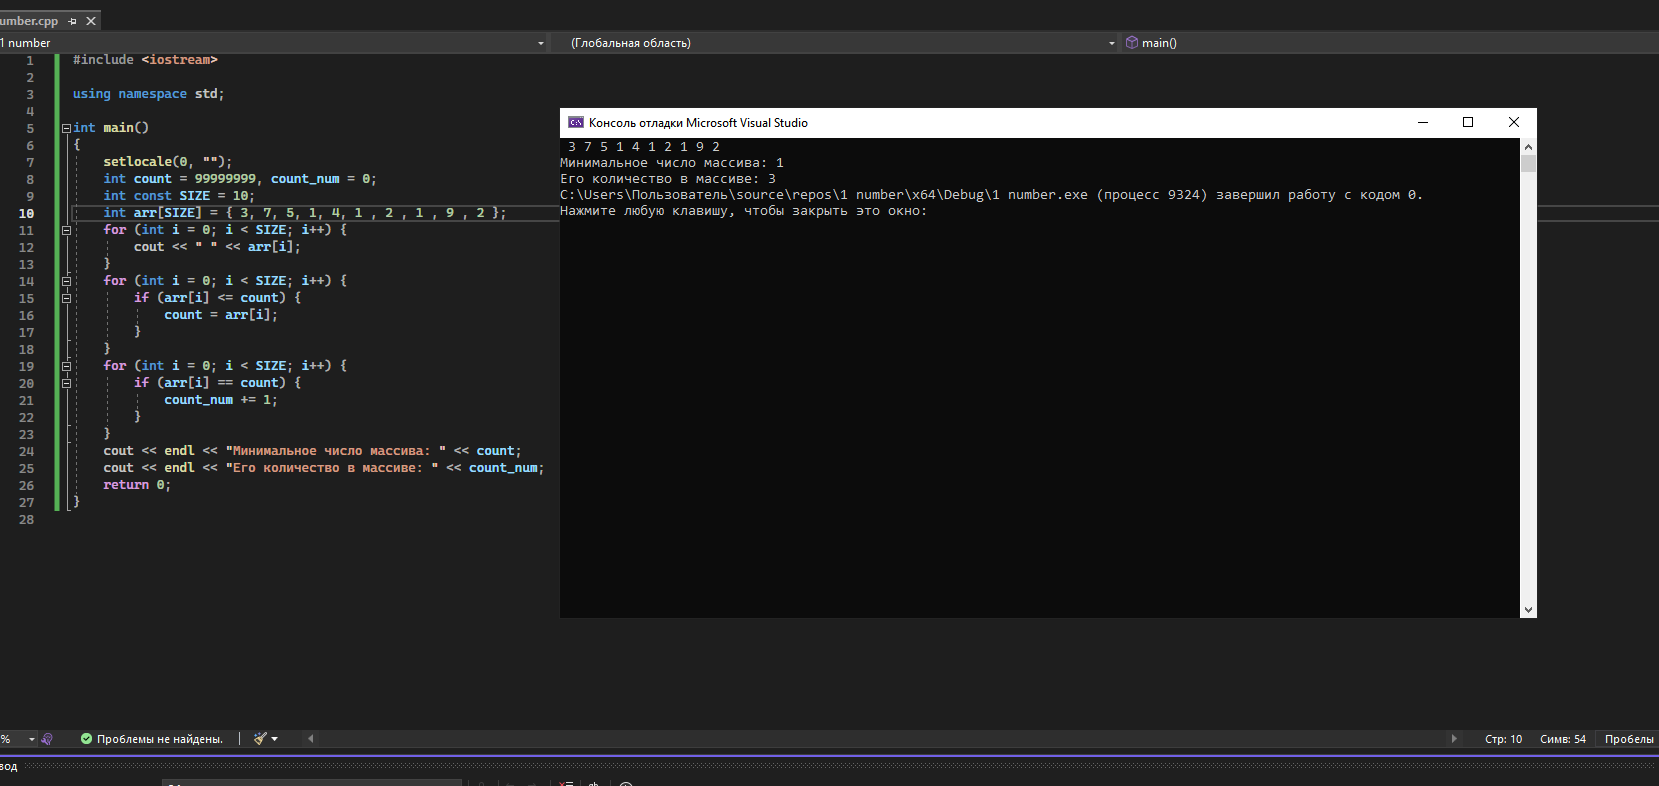 umber.cpp
1 number
(Глобальная область)
main()
1 #include <iostream>
2
3 using namespace std;
4
5 int main()
6 {
7 setlocale(0, "");
8 int count = 99999999, count_num = 0;
9 int const SIZE = 10;
10 int arr[SIZE] = { 3, 7, 5, 1, 4, 1 , 2 , 1 , 9 , 2 };
11 for (int i = 0; i < SIZE; i++) {
12 cout << " " << arr[i];
13 }
14 for (int i = 0; i < SIZE; i++) {
15 if (arr[i] <= count) {
16 count = arr[i];
17 }
18 }
19 for (int i = 0; i < SIZE; i++) {
20 if (arr[i] == count) {
21 count_num += 1;
22 }
23 }
24 cout << endl << "Минимальное число массива: " << count;
25 cout << endl << "Его количество в массиве: " << count_num;
26 return 0;
27 }
28
Консоль отладки Microsoft Visual Studio
3 7 5 1 4 1 2 1 9 2
Минимальное число массива: 1
Его количество в массиве: 3
C:\Users\Пользователь\source\repos\1 number\x64\Debug\1 number.exe (процесс 9324) завершил работу с кодом 0.
Нажмите любую клавишу, чтобы закрыть это окно:
% Проблемы не найдены. Стр: 10 Симв: 54 Пробелы
вод